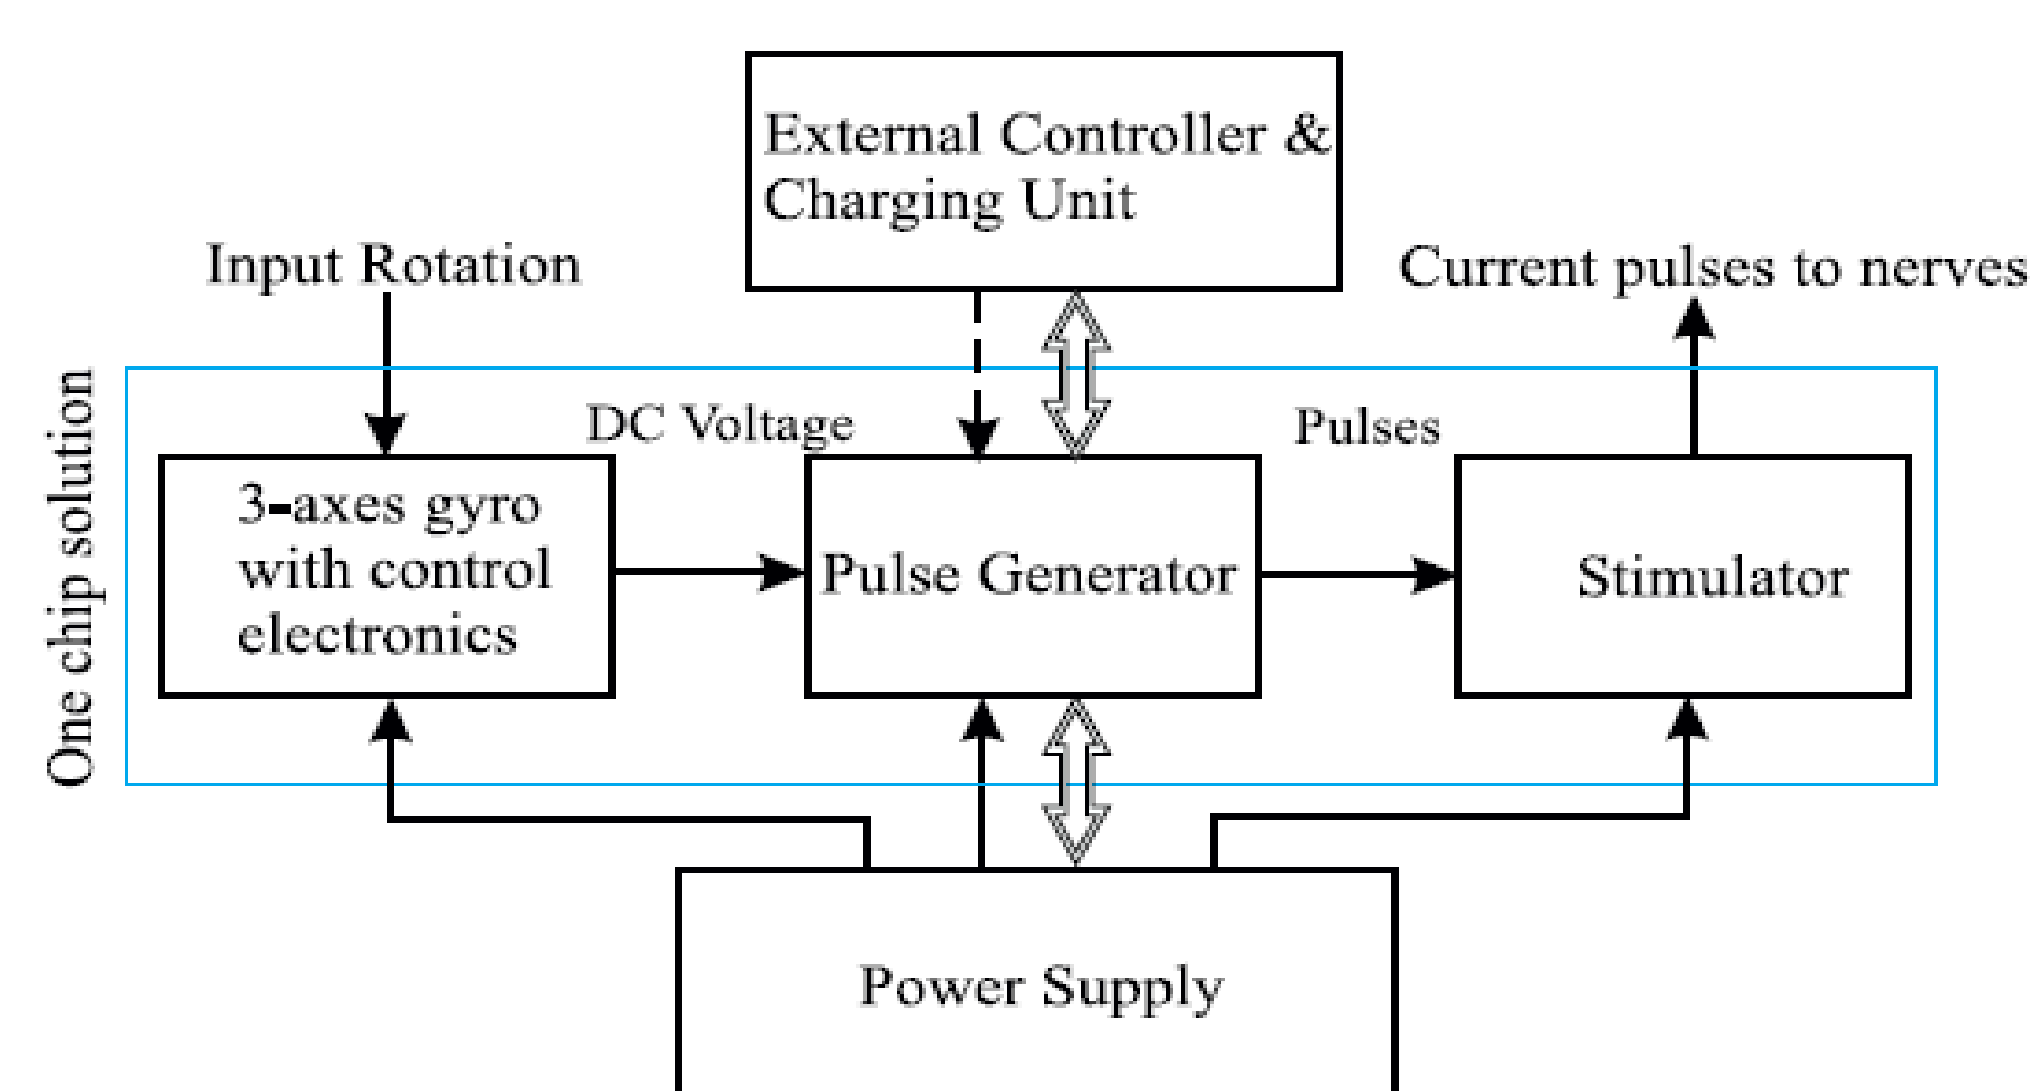 External Controller &
Charging Unit
Input Rotation
Current pulses to nerves
One chip solution
DC Voltage
Pulses
3-axes gyro
with control
electronics
Pulse Generator
Stimulator
Power Supply